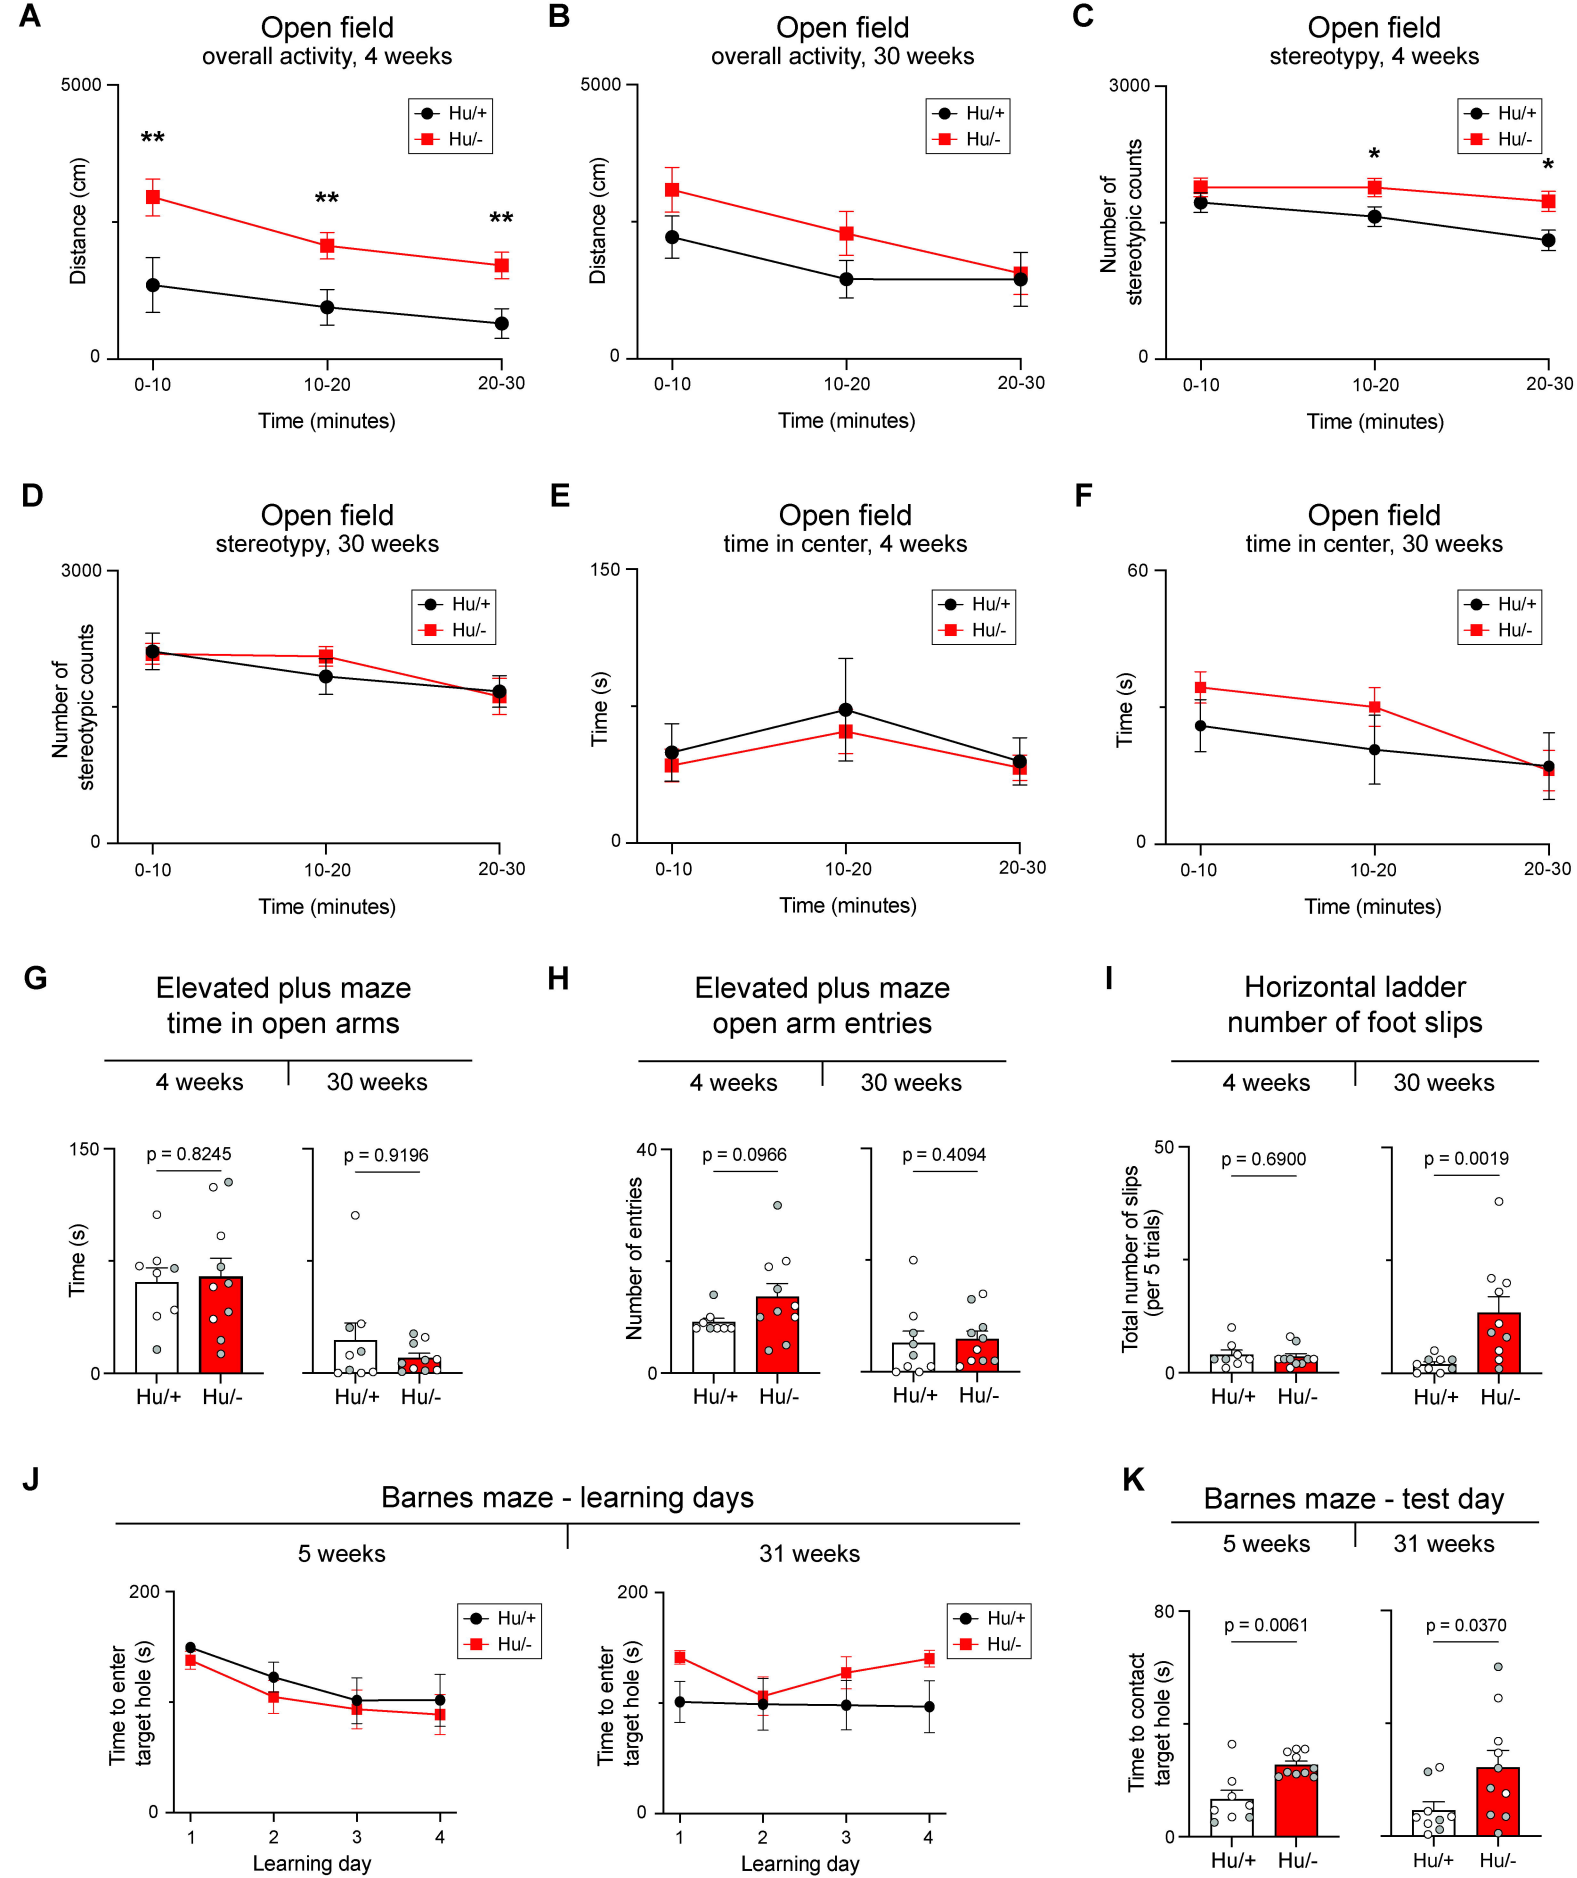 A
Open field
overall activity, 4 weeks
5000
Distance (cm)
0
**
**
**
Hu/+
Hu/-
0-10
10-20
20-30
Time (minutes)
B
Open field
overall activity, 30 weeks
5000
Distance (cm)
0
Hu/+
Hu/-
0-10
10-20
20-30
Time (minutes)
C
Open field
stereotypy, 4 weeks
3000
Number of
stereotypic counts
0
Hu/+
Hu/-
*
*
0-10
10-20
20-30
Time (minutes)
D
Open field
stereotypy, 30 weeks
3000
Number of
stereotypic counts
0
Hu/+
Hu/-
0-10
10-20
20-30
Time (minutes)
E
Open field
time in center, 4 weeks
150
Time (s)
0
Hu/+
Hu/-
0-10
10-20
20-30
Time (minutes)
F
Open field
time in center, 30 weeks
60
Time (s)
0
Hu/+
Hu/-
0-10
10-20
20-30
Time (minutes)
G
Elevated plus maze
time in open arms
4 weeks
30 weeks
150
Time (s)
0
p = 0.8245
p = 0.9196
Hu/+
Hu/-
Hu/+
Hu/-
H
Elevated plus maze
open arm entries
4 weeks
30 weeks
40
Number of entries
0
p = 0.0966
p = 0.4094
Hu/+
Hu/-
Hu/+
Hu/-
I
Horizontal ladder
number of foot slips
4 weeks
30 weeks
50
Total number of slips
(per 5 trials)
0
p = 0.6900
p = 0.0019
Hu/+
Hu/-
Hu/+
Hu/-
J
Barnes maze - learning days
5 weeks
31 weeks
200
Time to enter
target hole (s)
0
Hu/+
Hu/-
1
2
3
4
Learning day
200
Time to enter
target hole (s)
0
Hu/+
Hu/-
1
2
3
4
Learning day
K
Barnes maze - test day
5 weeks
31 weeks
80
Time to contact
target hole (s)
0
p = 0.0061
p = 0.0370
Hu/+
Hu/-
Hu/+
Hu/-